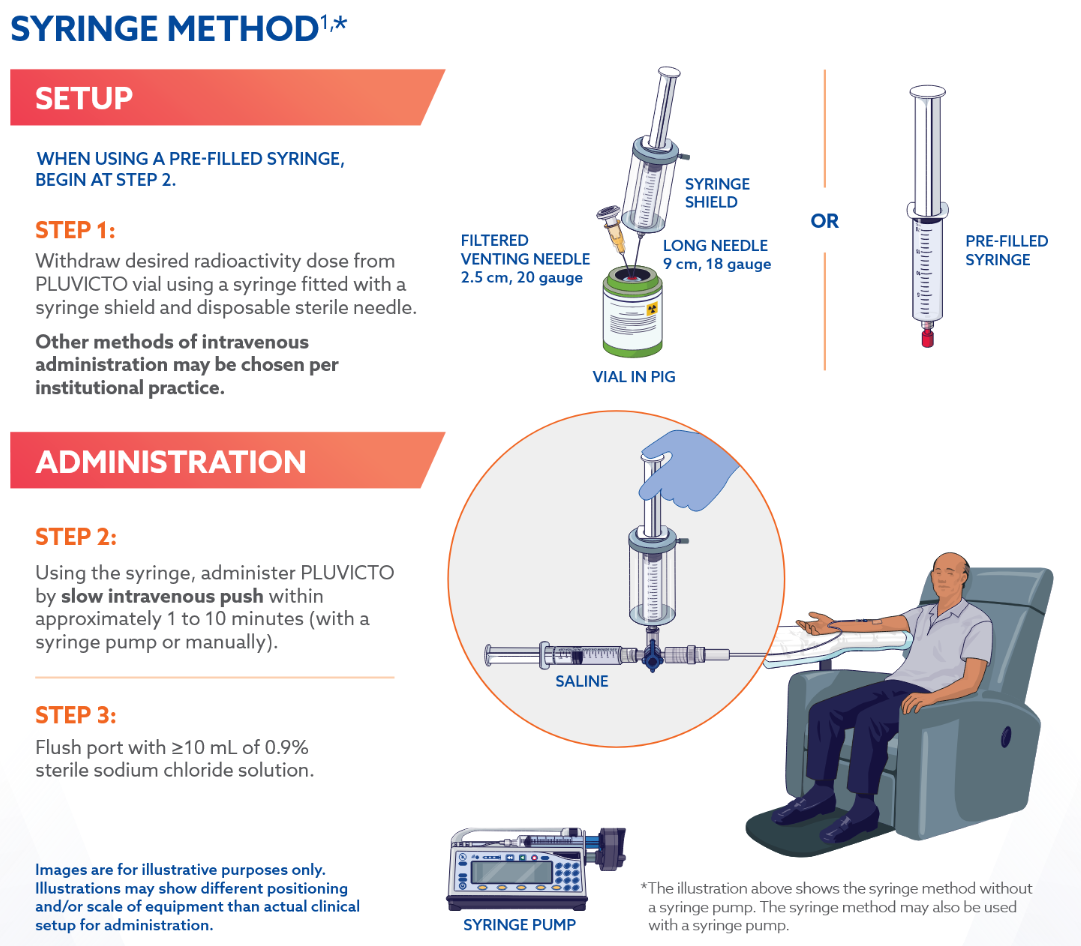 SYRINGE METHOD1,*
SETUP
WHEN USING A PRE-FILLED SYRINGE,
BEGIN AT STEP 2.
STEP 1:
Withdraw desired radioactivity dose from
PLUVICTO vial using a syringe fitted with a
syringe shield and disposable sterile needle.
Other methods of intravenous
administration may be chosen per
institutional practice.
SYRINGE
SHIELD
FILTERED
VENTING NEEDLE
2.5 cm, 20 gauge
LONG NEEDLE
9 cm, 18 gauge
VIAL IN PIG
OR
PRE-FILLED
SYRINGE
ADMINISTRATION
STEP 2:
Using the syringe, administer PLUVICTO
by slow intravenous push within
approximately 1 to 10 minutes (with a
syringe pump or manually).
STEP 3:
Flush port with ≥10 mL of 0.9%
sterile sodium chloride solution.
SALINE
SYRINGE PUMP
Images are for illustrative purposes only.
Illustrations may show different positioning
and/or scale of equipment than actual clinical
setup for administration.
*The illustration above shows the syringe method without
a syringe pump. The syringe method may also be used
with a syringe pump.